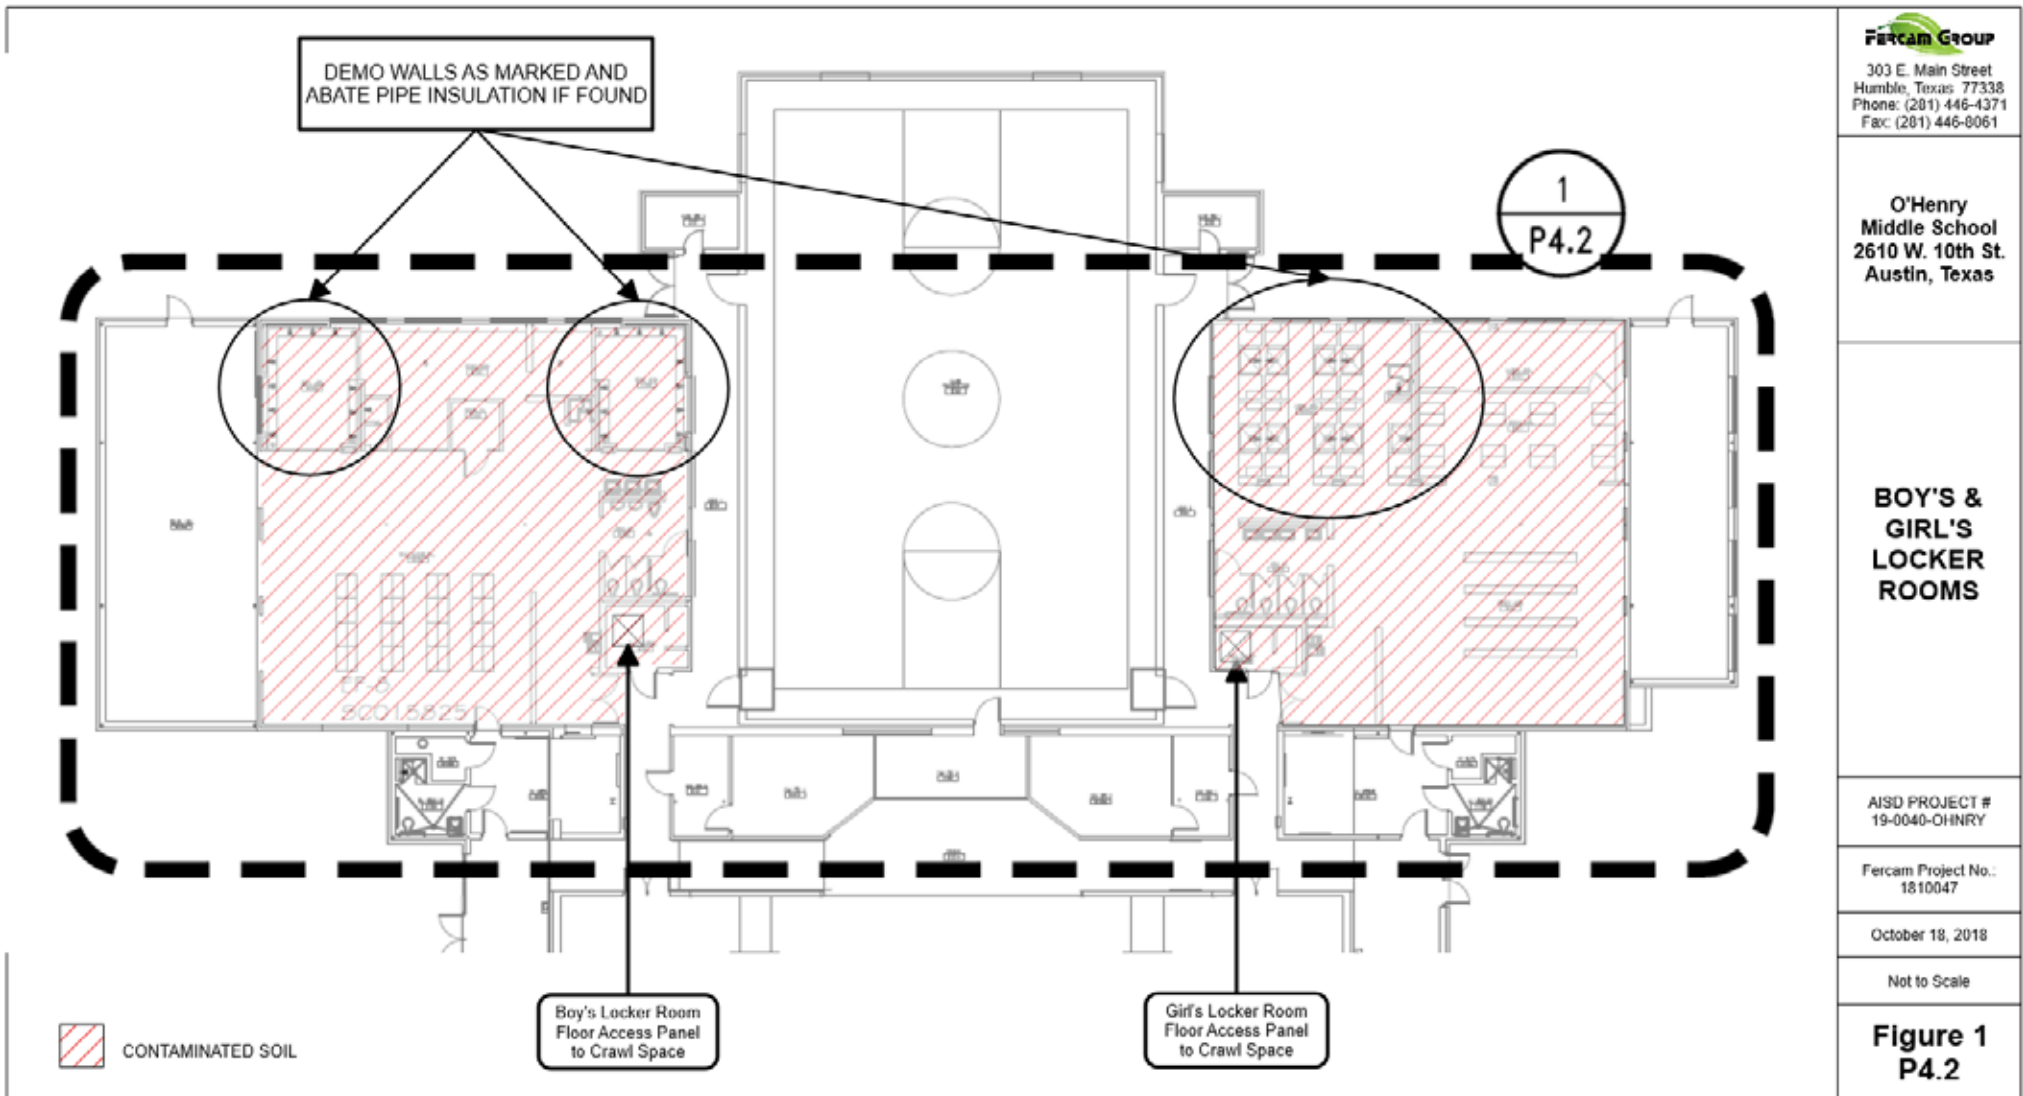 DEMO WALLS AS MARKED AND
ABATE PIPE INSULATION IF FOUND
1
P4.2
EF-6
Boy's Locker Room
Floor Access Panel
to Crawl Space
Girl's Locker Room
Floor Access Panel
to Crawl Space
CONTAMINATED SOIL
FERCAM GROUP
303 E. Main Street
Humble, Texas 77338
Phone: (281) 446-4371
Fax: (281) 446-8061
O'Henry
Middle School
2610 W. 10th St.
Austin, Texas
BOY'S &
GIRL'S
LOCKER
ROOMS
AISD PROJECT #
19-0040-OHNRY
Fercam Project No.:
1810047
October 18, 2018
Not to Scale
Figure 1
P4.2